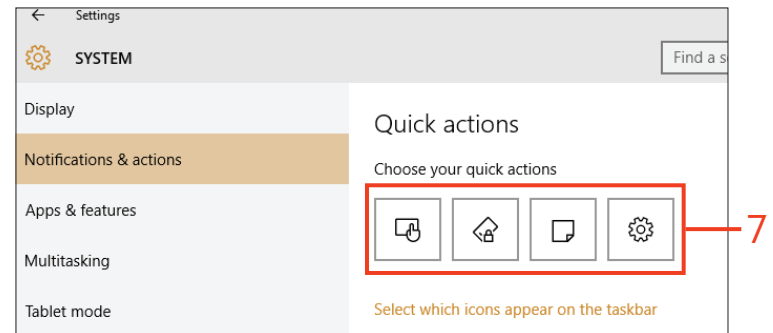 Settings
SYSTEM
Find a s
Display
Notifications & actions
Apps & features
Multitasking
Tablet mode
Quick actions
Choose your quick actions
7
Select which icons appear on the taskbar